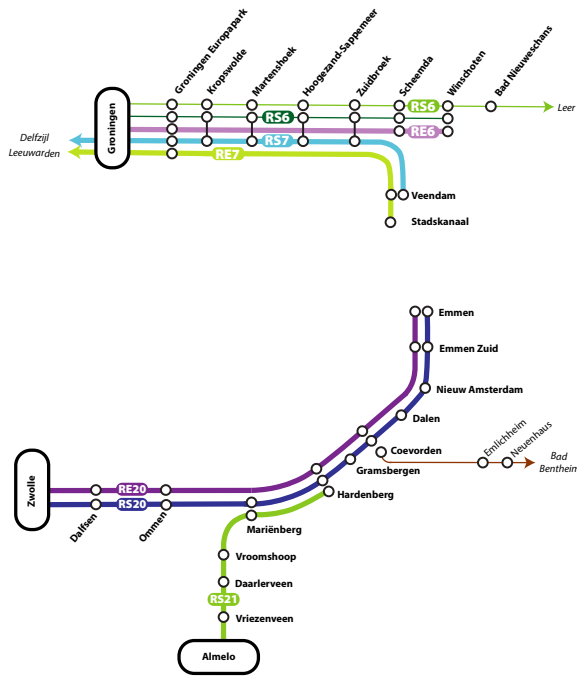 Groningen Europapark
Kropswolde
Martenshoek
Hoogezand-Sappemeer
Zuidbroek
Scheemda
Winschoten
Bad Nieuweschans
Groningen
RS6
Leer
RS6
RE6
Delfzijl
RS7
Leeuwarden
RE7
Veendam
Stadskanaal
Emmen
Emmen Zuid
Nieuw Amsterdam
Dalen
Coevorden
Emlichheim
Neuenhaus
Bad
Bentheim
Gramsbergen
Hardenberg
Zwolle
RE20
RS20
Dalfsen
Ommen
Mariënberg
Vroomshoop
Daarlerveen
RS21
Vriezenveen
Almelo